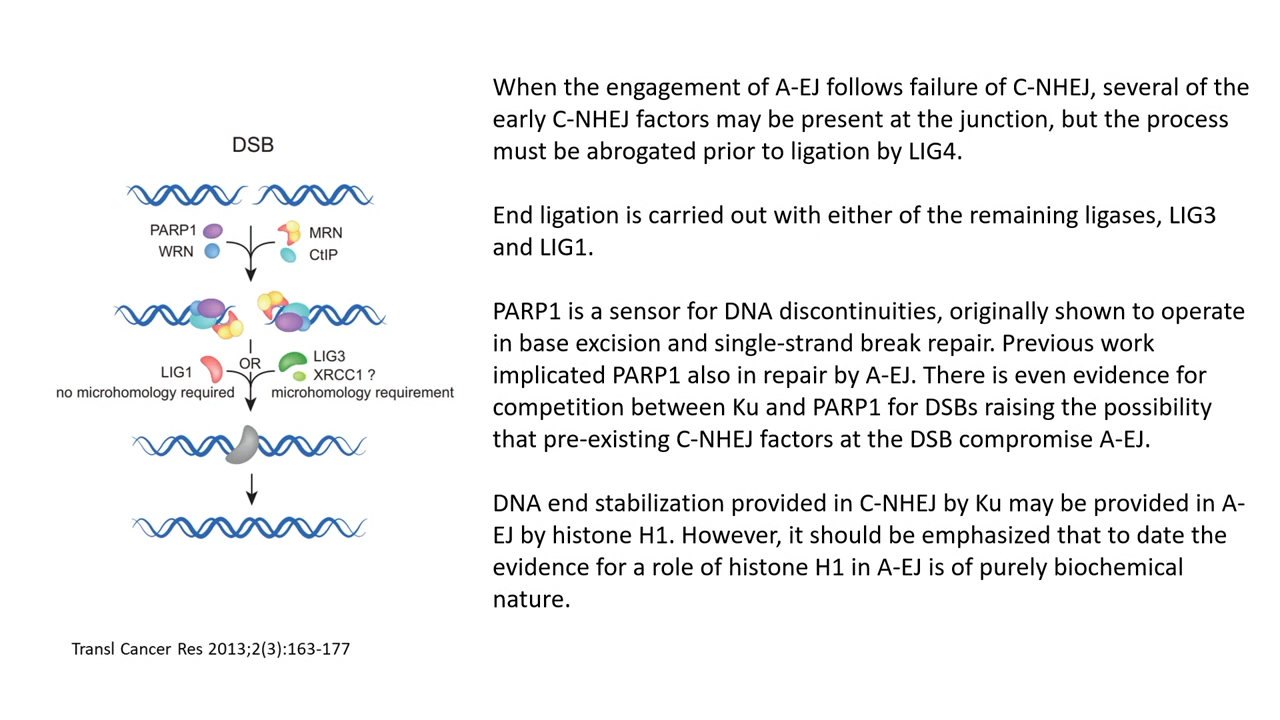 DSB
PARP1
WRN
MRN
CtIP
LIG1
OR
LIG3
XRCC1 ?
no microhomology required
microhomology requirement
Transl Cancer Res 2013;2(3):163-177
When the engagement of A-EJ follows failure of C-NHEJ, several of the
early C-NHEJ factors may be present at the junction, but the process
must be abrogated prior to ligation by LIG4.
End ligation is carried out with either of the remaining ligases, LIG3
and LIG1.
PARP1 is a sensor for DNA discontinuities, originally shown to operate
in base excision and single-strand break repair. Previous work
implicated PARP1 also in repair by A-EJ. There is even evidence for
competition between Ku and PARP1 for DSBs raising the possibility
that pre-existing C-NHEJ factors at the DSB compromise A-EJ.
DNA end stabilization provided in C-NHEJ by Ku may be provided in A-
EJ by histone H1. However, it should be emphasized that to date the
evidence for a role of histone H1 in A-EJ is of purely biochemical
nature.